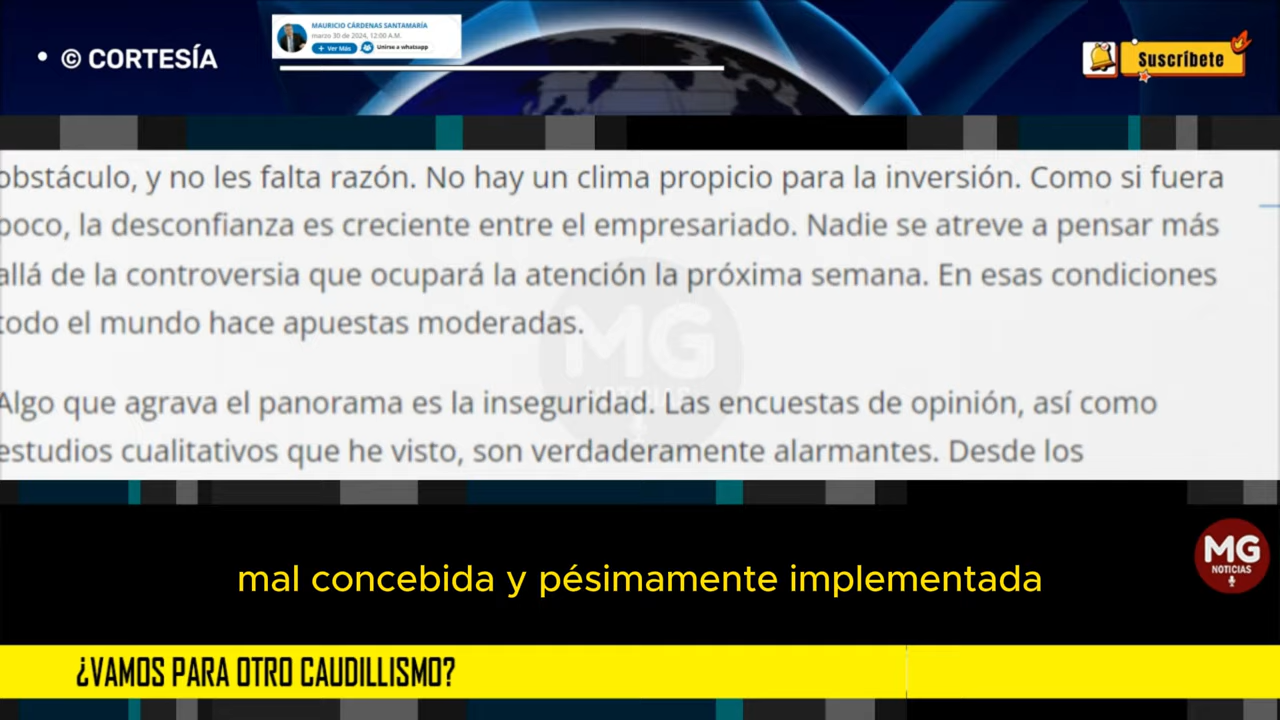 • © CORTESÍA
MAURICIO CÁRDENAS SANTAMARÍA
marzo 30 de 2024, 12:00 A.M.
+ Ver Más
Unirse a whatsapp
Suscríbete
obstáculo, y no les falta razón. No hay un clima propicio para la inversión. Como si fuera
poco, la desconfianza es creciente entre el empresariado. Nadie se atreve a pensar más
allá de la controversia que ocupará la atención la próxima semana. En esas condiciones
todo el mundo hace apuestas moderadas.
MG
NOTICIAS
Algo que agrava el panorama es la inseguridad. Las encuestas de opinión, así como
estudios cualitativos que he visto, son verdaderamente alarmantes. Desde los
MG
NOTICIAS
mal concebida y pésimamente implementada
¿VAMOS PARA OTRO CAUDILLISMO?